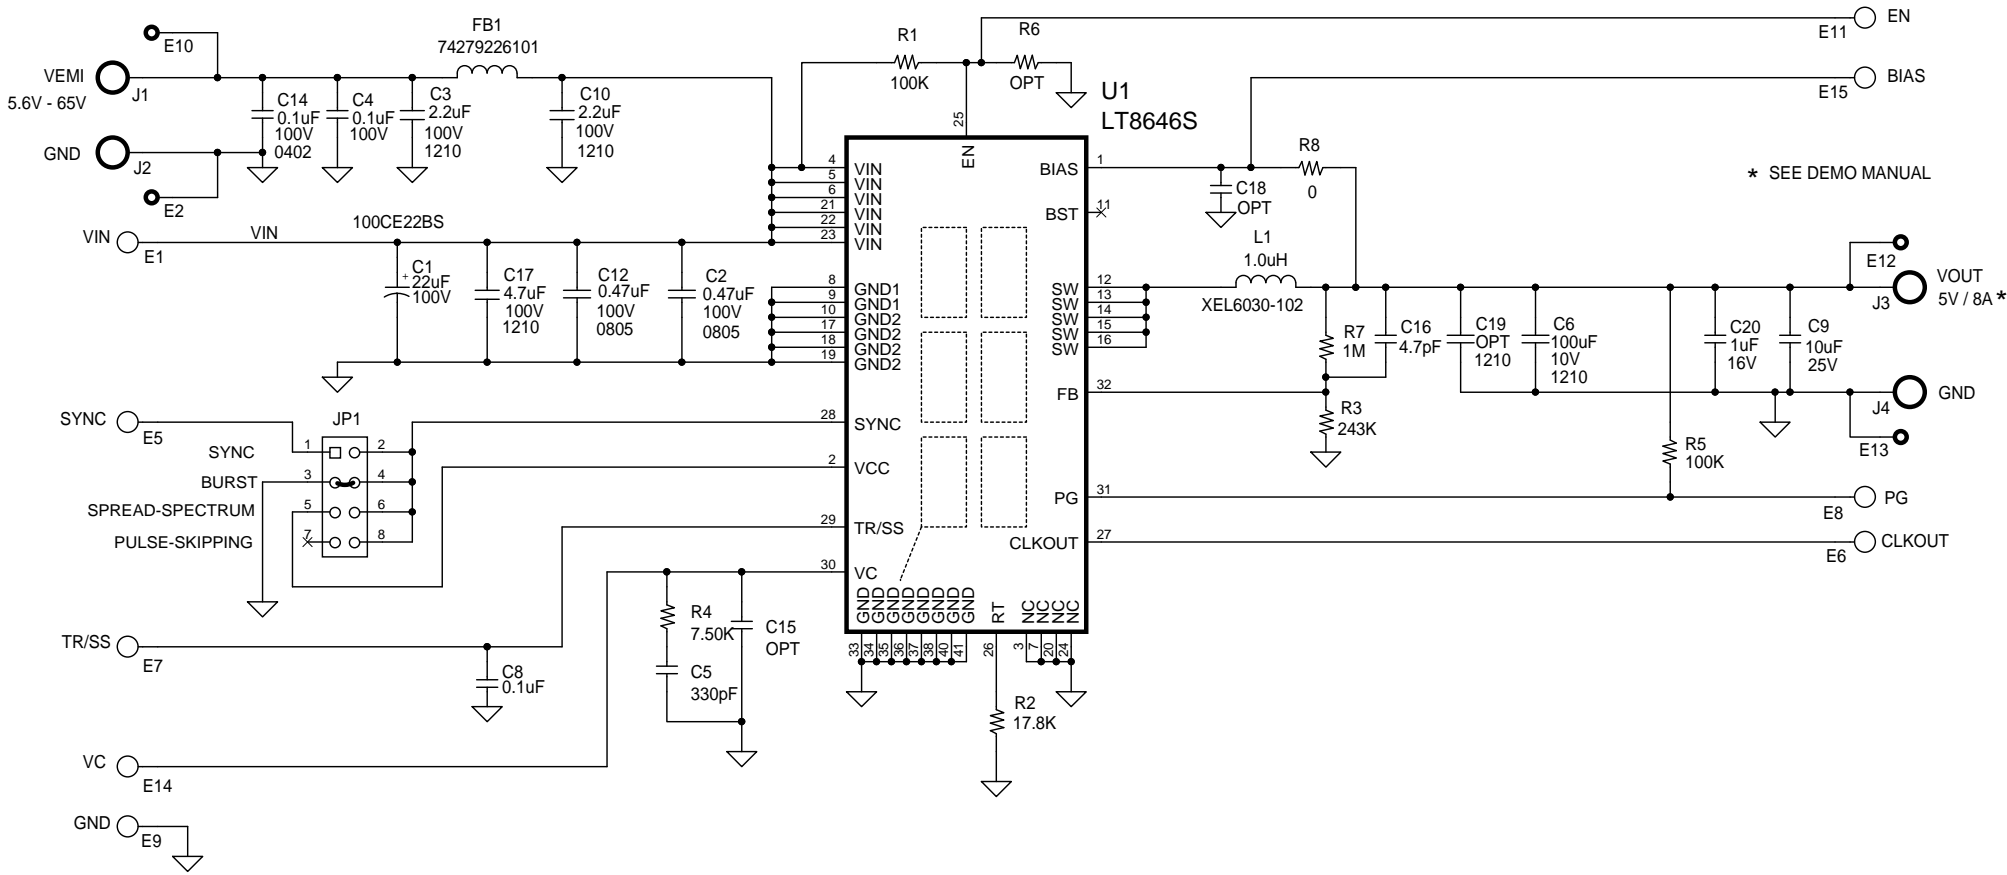 E10
VEMI
5.6V - 65V
J1
GND
J2
E2
FB1
74279226101
C14
0.1uF
100V
0402
C4
0.1uF
100V
C3
2.2uF
100V
1210
C10
2.2uF
100V
1210
R1
100K
R6
OPT
E11
EN
E15
BIAS
U1
LT8646S
25
EN
VIN
E1
VIN
100CE22BS
+
C1
22uF
100V
C17
4.7uF
100V
1210
C12
0.47uF
100V
0805
C2
0.47uF
100V
0805
4
VIN
5
VIN
6
VIN
21
VIN
22
VIN
23
VIN
8
GND1
9
GND1
10
GND2
17
GND2
18
GND2
19
GND2
28
SYNC
2
VCC
29
TR/SS
30
VC
BIAS
1
BST
11
SW
12
SW
13
SW
14
SW
15
SW
16
FB
32
PG
31
CLKOUT
27
C18
OPT
R8
0
* SEE DEMO MANUAL
L1
1.0uH
XEL6030-102
R7
1M
C16
4.7pF
C19
OPT
1210
C6
100uF
10V
1210
C20
1uF
16V
C9
10uF
25V
E12
J3
VOUT
5V / 8A *
J4
GND
E13
R3
243K
R5
100K
E8
PG
E6
CLKOUT
SYNC
E5
JP1
SYNC
1
2
BURST
3
4
SPREAD-SPECTRUM
5
6
PULSE-SKIPPING
7
8
TR/SS
E7
C8
0.1uF
R4
7.50K
C5
330pF
C15
OPT
GND
GND
GND
GND
GND
GND
GND
GND
RT
NC
NC
NC
NC
33
34
35
36
37
38
40
41
26
3
7
20
24
R2
17.8K
VC
E14
GND
E9